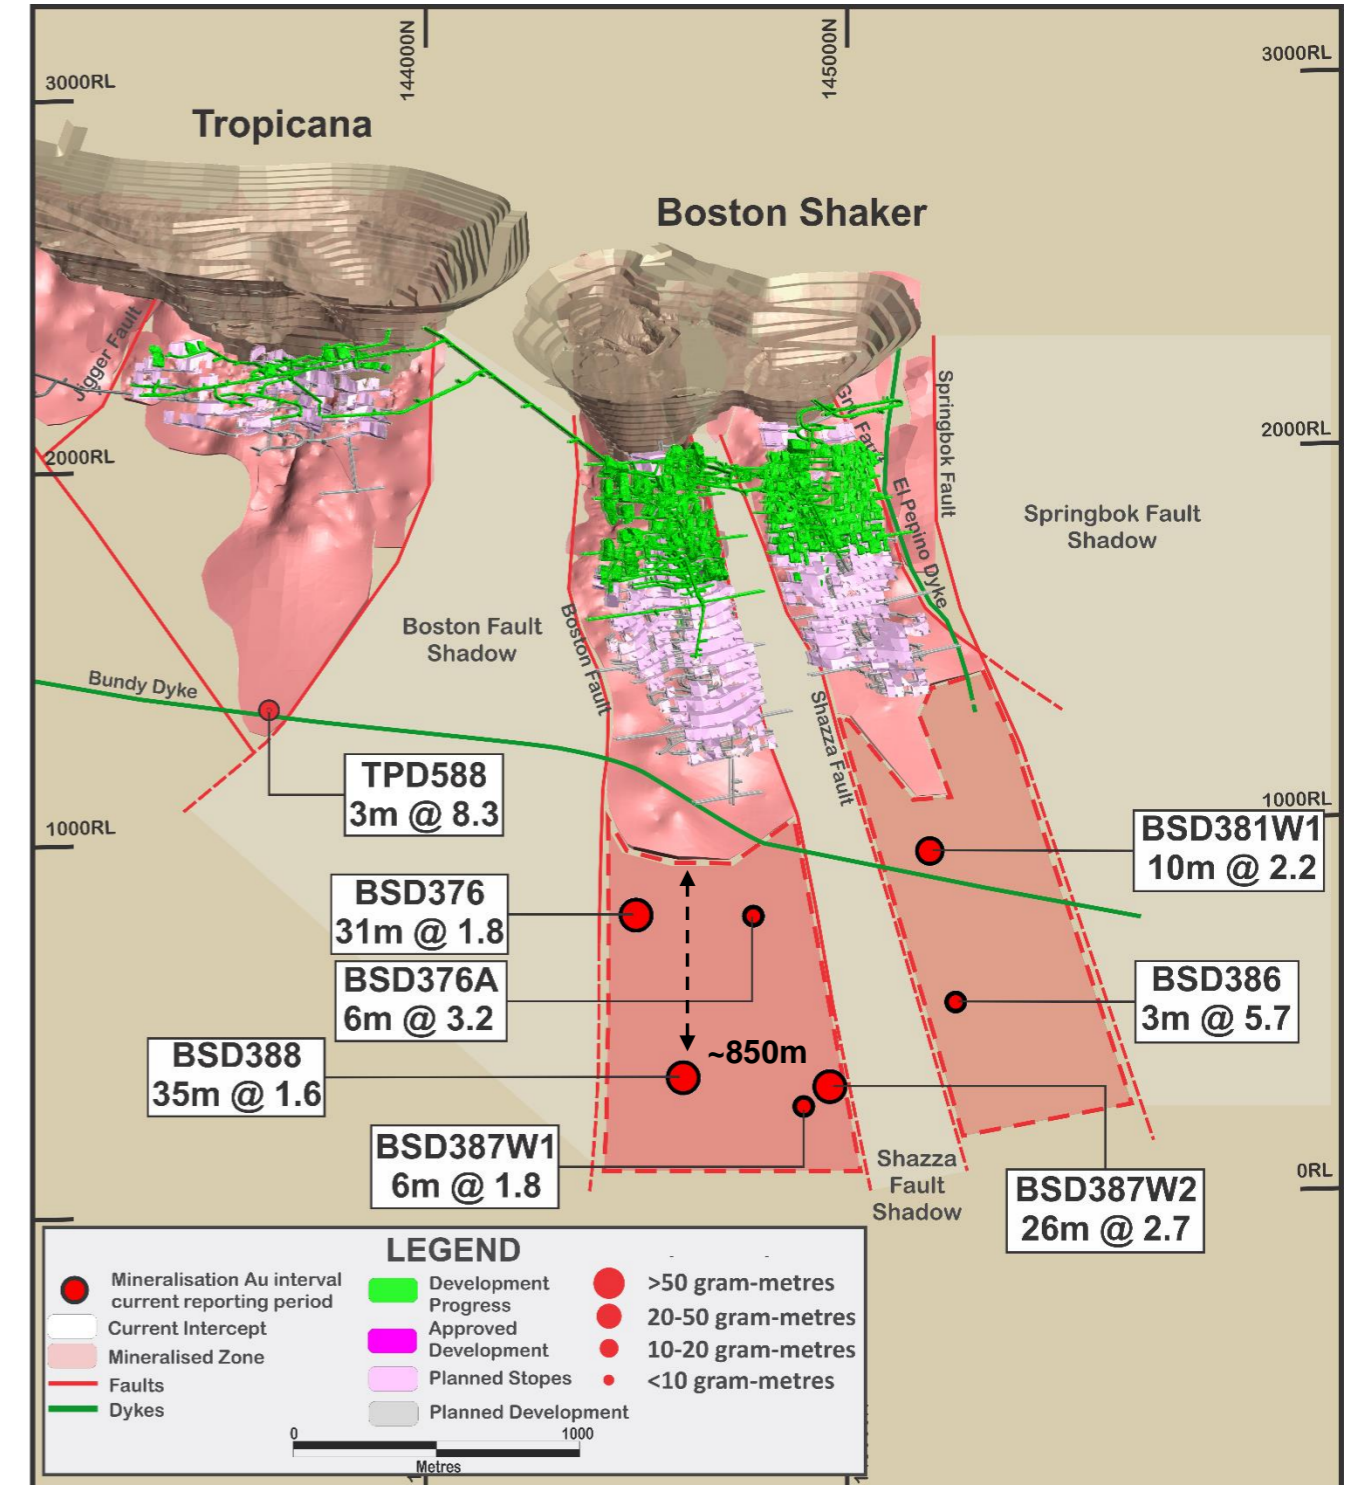 144000N
145000N
3000RL
3000RL
Tropicana
Boston Shaker
Jigger Fault
Springbok Fault
2000RL
2000RL
El Pepino Dyke
Springbok Fault
Shadow
Boston Fault
Shadow
Boston Fault
Bundy Dyke
Shazza Fault
TPD588
3m @ 8.3
1000RL
1000RL
BSD381W1
10m @ 2.2
BSD376
31m @ 1.8
BSD376A
6m @ 3.2
BSD386
3m @ 5.7
BSD388
35m @ 1.6
~850m
BSD387W1
6m @ 1.8
Shazza
Fault
Shadow
BSD387W2
26m @ 2.7
0RL
LEGEND
Mineralisation Au interval
current reporting period
Current Intercept
Mineralised Zone
Faults
Dykes
Development
Progress
Approved
Development
Planned Stopes
Planned Development
>50 gram-metres
20-50 gram-metres
10-20 gram-metres
<10 gram-metres
0
1000
Metres